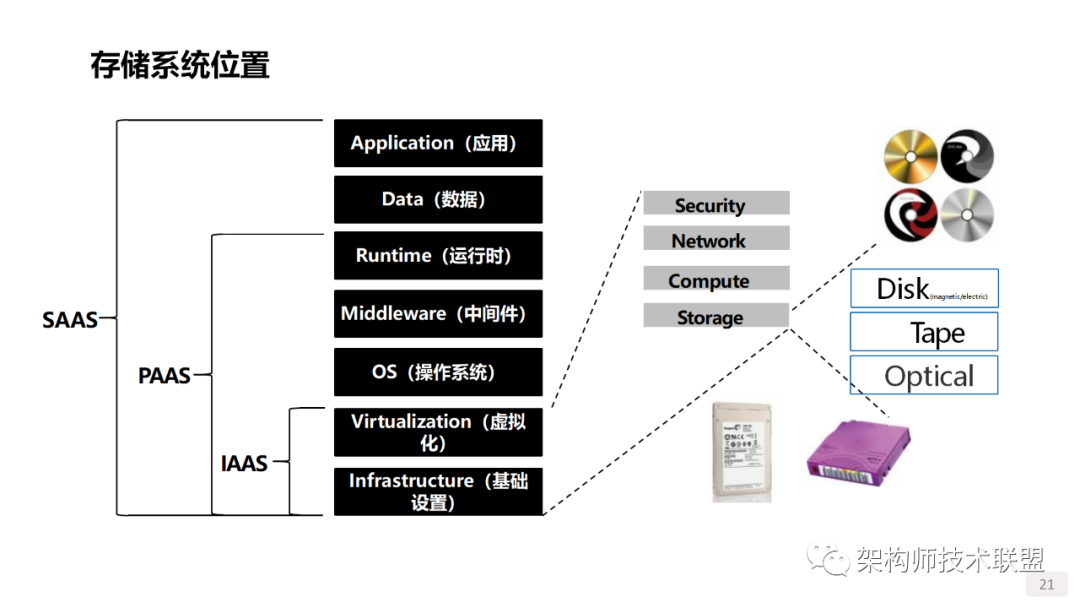 存储系统位置
Application（应用）
Data（数据）
Runtime（运行时）
Middleware（中间件）
OS（操作系统）
Virtualization（虚拟
化）
Infrastructure（基础
设置）
SAAS
PAAS
IAAS
Security
Network
Compute
Storage
Disk(magnetic/electric)
Tape
Optical
架构师技术联盟
21